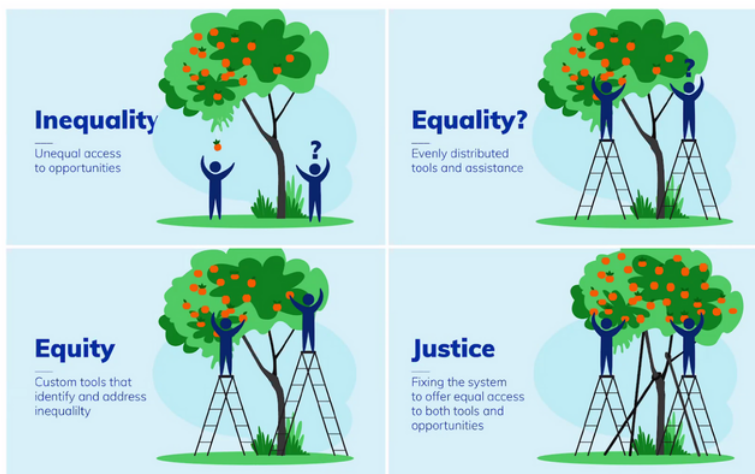 Inequality
Unequal access
to opportunities
?
Equality?
Evenly distributed
tools and assistance
?
Equity
Custom tools that
identify and address
inequalilty
Justice
Fixing the system
to offer equal access
to both tools and
opportunities